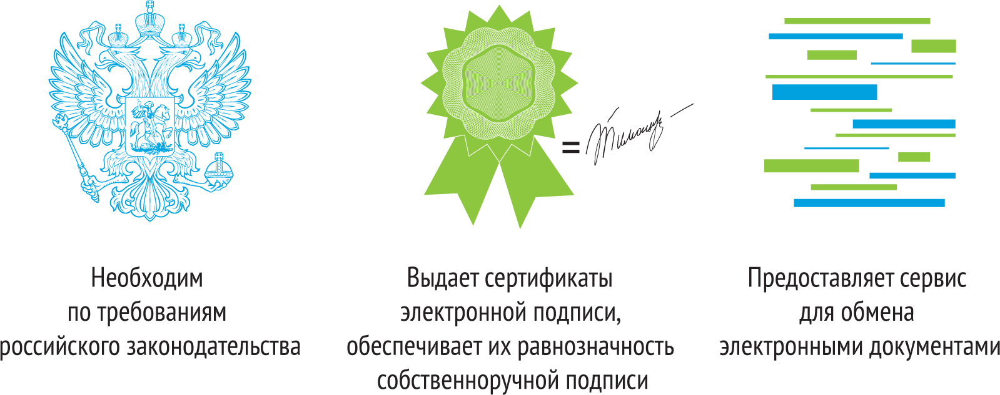 =
Необходим
по требованиям
российского законодательства
Выдает сертификаты
электронной подписи,
обеспечивает их равнозначность
собственноручной подписи
Предоставляет сервис
для обмена
электронными документами